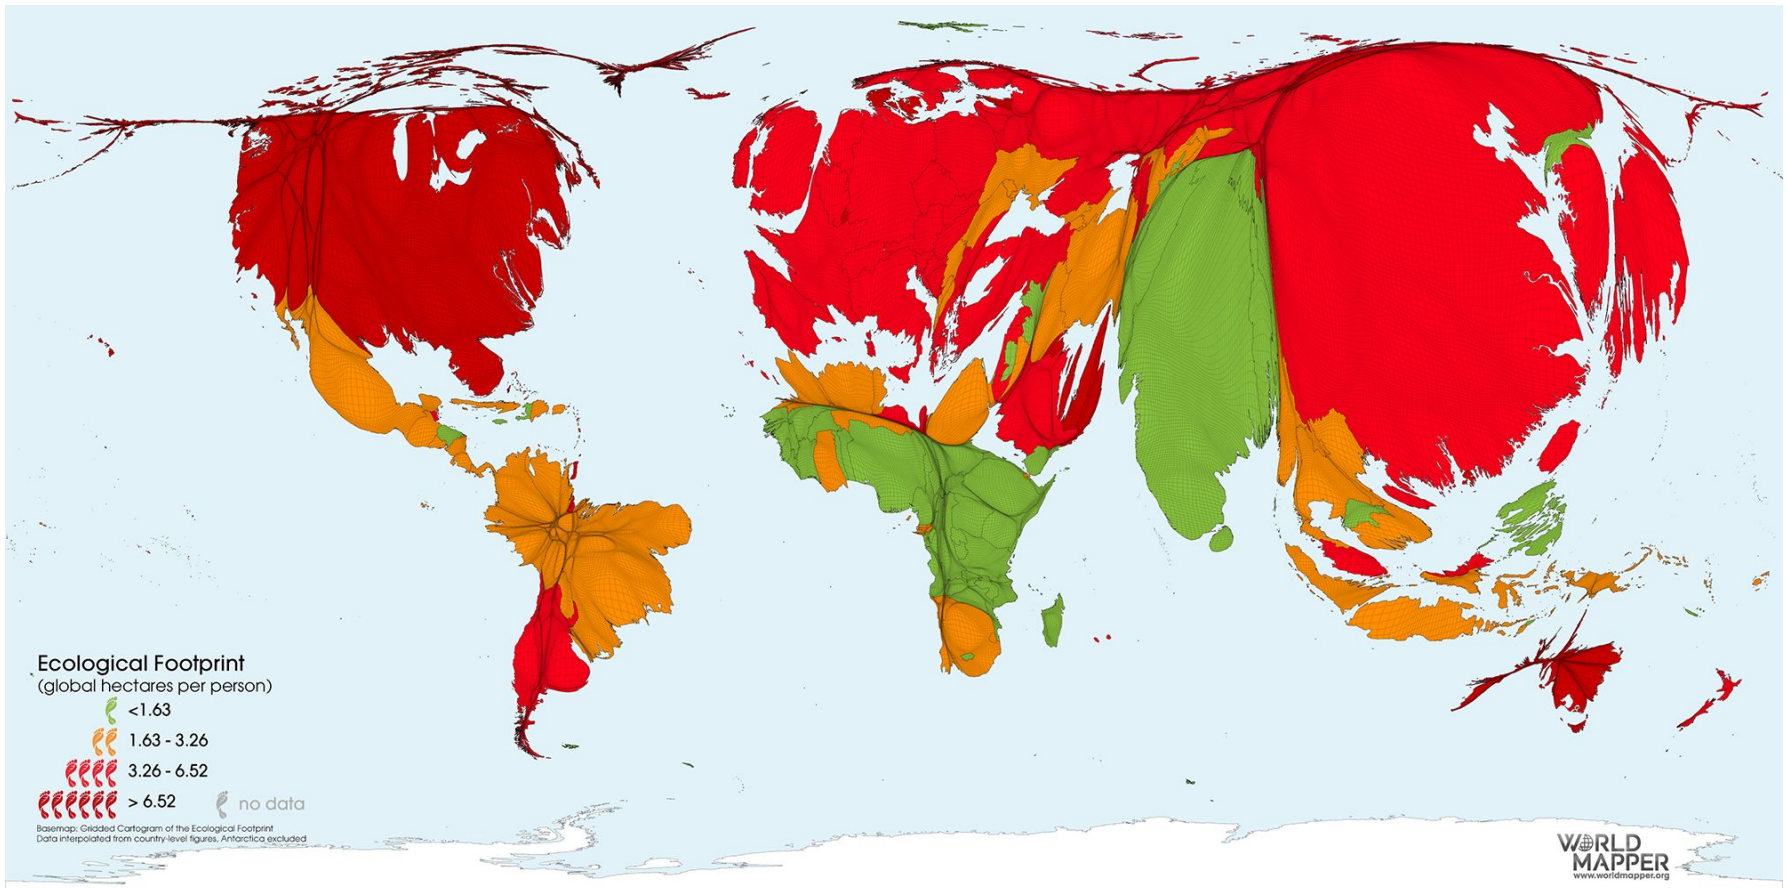 Ecological Footprint
(global hectares per person)
<1.63
1.63 - 3.26
3.26 - 6.52
> 6.52
no data
Basemap: Gridded Cartogram of the Ecological Footprint
Data interpolated from country-level figures, Antarctica excluded
WORLD
MAPPER
www.worldmapper.org